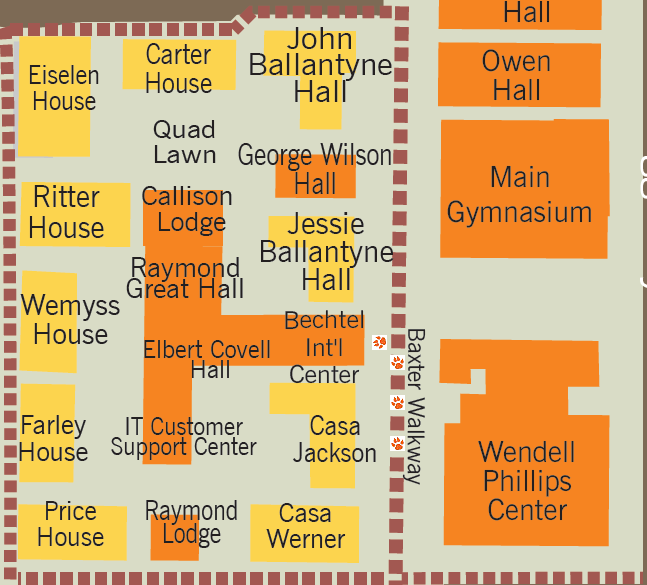 Hall
Eiselen
House
Carter
House
John
Ballantyne
Hall
Owen
Hall
Quad
Lawn
George Wilson
Hall
Main
Gymnasium
Ritter
House
Callison
Lodge
Jessie
Ballantyne
Hall
Raymond
Great Hall
Wemyss
House
Bechtel
Int'l
Center
Elbert Covell
Hall
Baxter Walkway
Farley
House
IT Customer
Support Center
Casa
Jackson
Wendell
Phillips
Center
Price
House
Raymond
Lodge
Casa
Werner